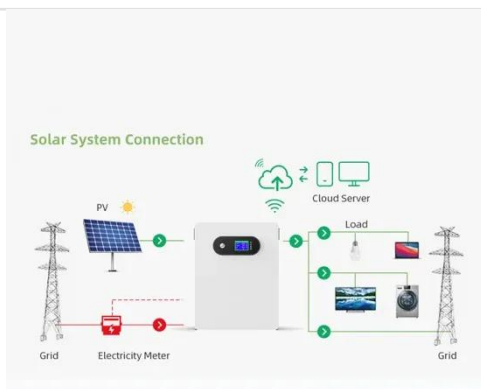 Solar System Connection
Cloud Server
PV
Load
Grid
Electricity Meter
Grid